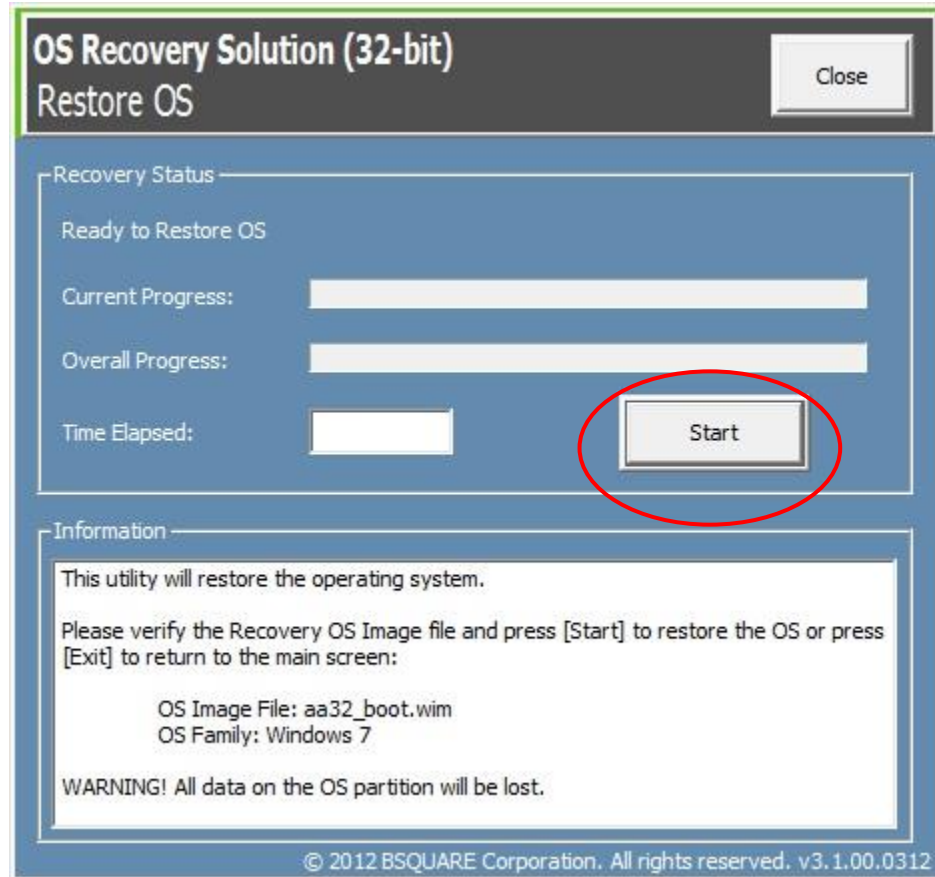 OS Recovery Solution (32-bit)
Restore OS
Close
Recovery Status
Ready to Restore OS
Current Progress:
Overall Progress:
Time Elapsed:
Start
Information
This utility will restore the operating system.
Please verify the Recovery OS Image file and press [Start] to restore the OS or press
[Exit] to return to the main screen:
OS Image File: aa32_boot.wim
OS Family: Windows 7
WARNING! All data on the OS partition will be lost.
© 2012 BSQUARE Corporation. All rights reserved. v3.1.00.0312